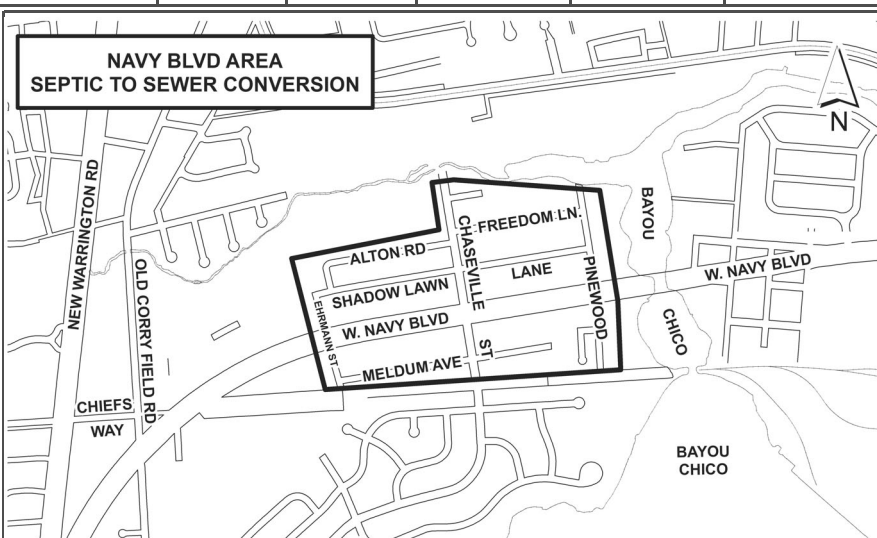 NAVY BLVD AREA
SEPTIC TO SEWER CONVERSION
N
NEW WARRINGTON RD
OLD CORRY FIELD RD
CHIEFS
WAY
ALTON RD
FREEDOM LN.
CHASEVILLE
ST
SHADOW LAWN
LANE
EHRMANN ST
W. NAVY BLVD
MELDUM AVE
PINEWOOD
BAYOU
CHICO
W. NAVY BLVD
BAYOU
CHICO